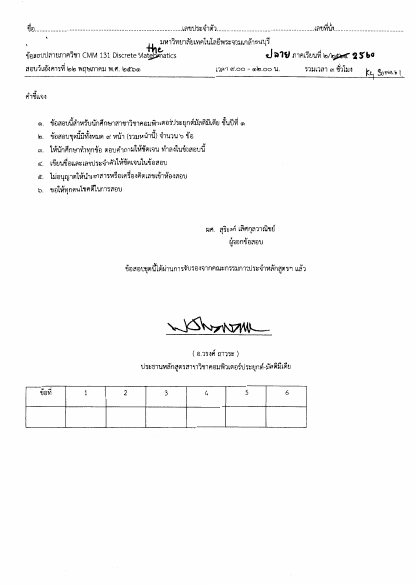 ชื่อ เลขประจำตัว เลขที่นั่ง
มหาวิทยาลัยเทคโนโลยีพระจอมเกล้าธนบุรี
ข้อสอบปลายภาควิชา CMM 131 Discrete Mathematics the ปลาย ภาคเรียนที่ ๒/ 2560
สอบวันอังคารที่ ๒๒ พฤษภาคม พ.ศ. ๒๕๖๑ เวลา ๙.๐๐ - ๑๒.๐๐ น. รวมเวลา ๓ ชั่วโมง
คำชี้แจง
๑. ข้อสอบนี้สำหรับนักศึกษาสาขาวิชาคอมพิวเตอร์ประยุกต์มัลติมีเดีย ชั้นปีที่ ๑
๒. ข้อสอบชุดนี้มีทั้งหมด ๙ หน้า (รวมหน้านี้) จำนวน ๖ ข้อ
๓. ให้นักศึกษาทำทุกข้อ ตอบคำถามให้ชัดเจน ทำลงในข้อสอบนี้
๔. เขียนชื่อและเลขประจำตัวให้ชัดเจนในข้อสอบ
๕. ไม่อนุญาตให้นำเอกสารหรือเครื่องคิดเลขเข้าห้องสอบ
๖. ขอให้ทุกคนโชคดีในการสอบ
ผศ. สุริยงค์ เลิศกุลวาณิชย์
ผู้ออกข้อสอบ
ข้อสอบชุดนี้ได้ผ่านการรับรองจากคณะกรรมการประจำหลักสูตรฯ แล้ว
( อ.วรงค์ ถาวระ )
ประธานหลักสูตรสาขาวิชาคอมพิวเตอร์ประยุกต์-มัลติมีเดีย
ข้อที่ 1 2 3 4 5 6